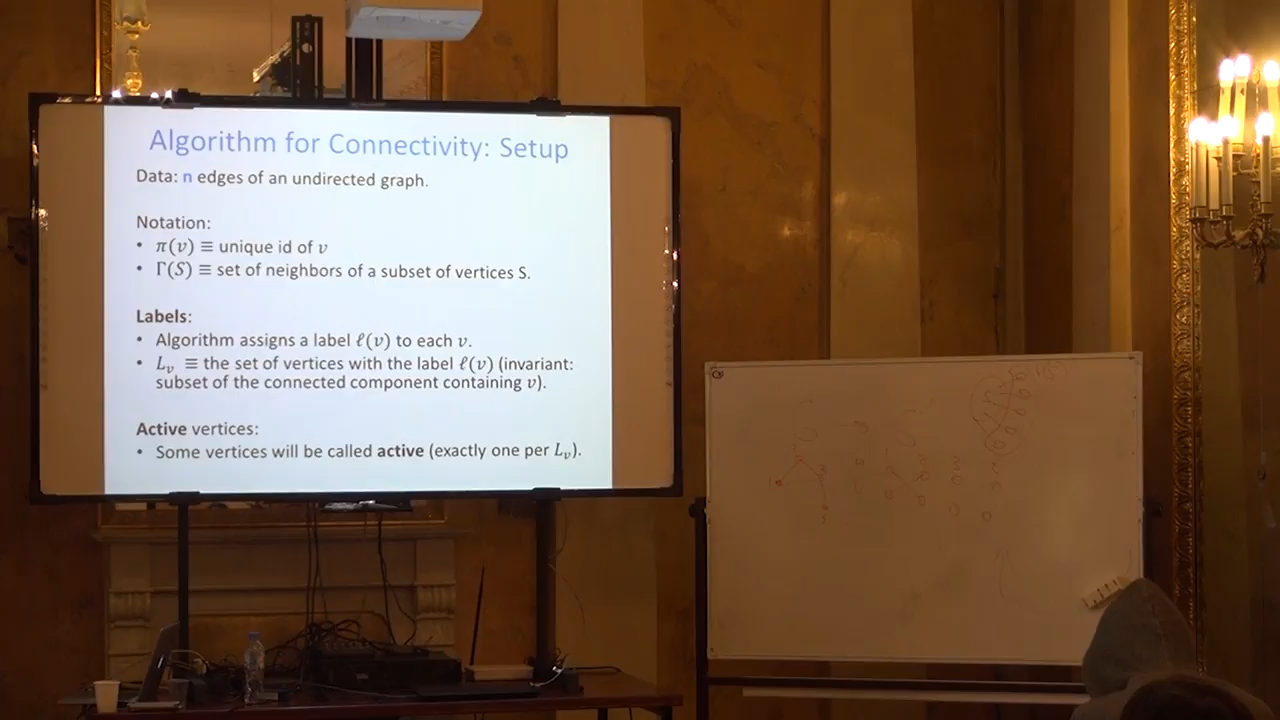 Algorithm for Connectivity: Setup
Data: n edges of an undirected graph.
Notation:
• π(v) ≡ unique id of v
• Γ(S) ≡ set of neighbors of a subset of vertices S.
Labels:
• Algorithm assigns a label ℓ(v) to each v.
• Lᵥ ≡ the set of vertices with the label ℓ(v) (invariant:
subset of the connected component containing v).
Active vertices:
• Some vertices will be called active (exactly one per Lᵥ).